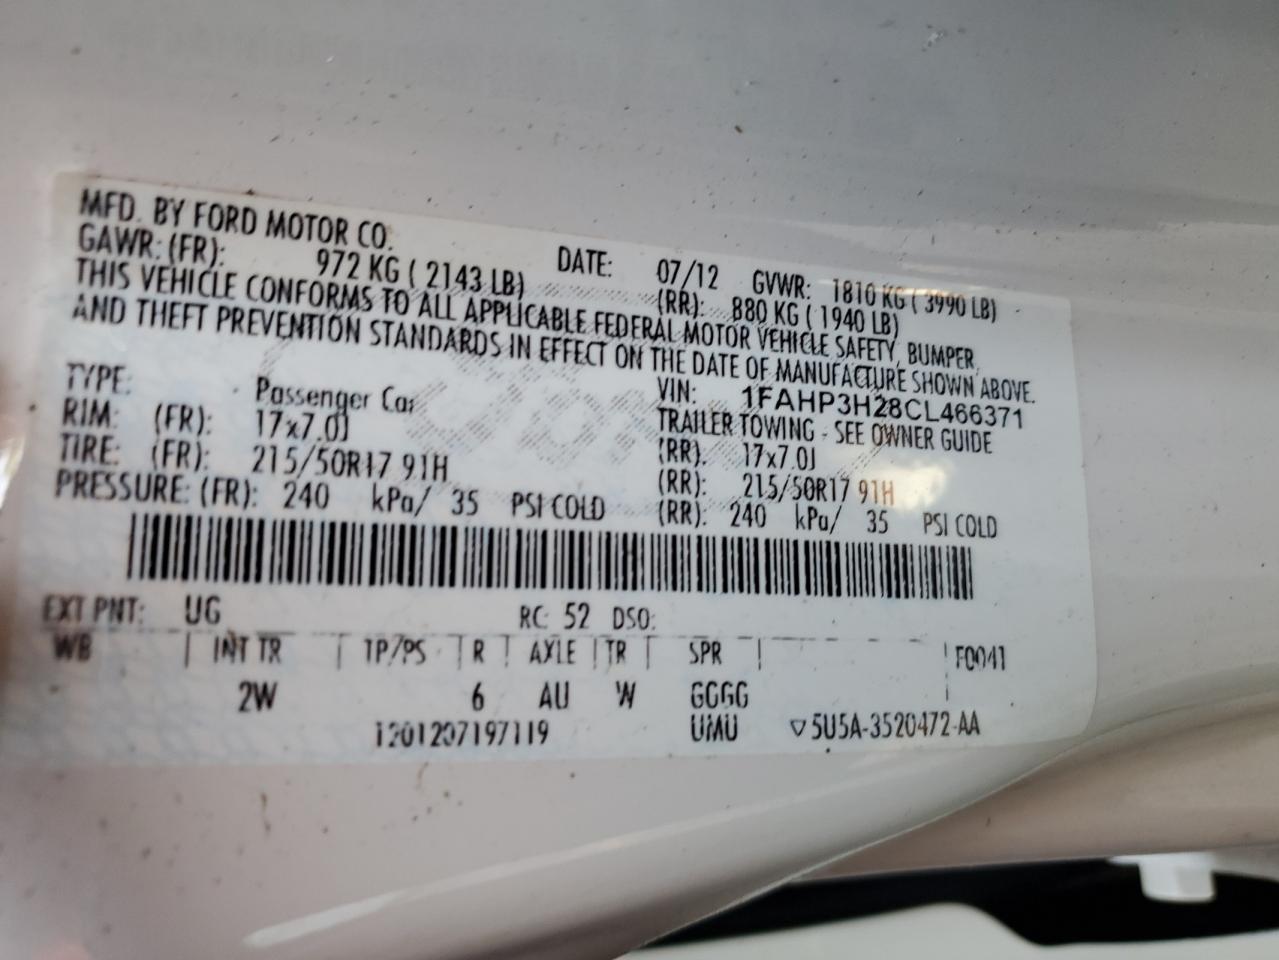 MFD. BY FORD MOTOR CO.
DATE: 07/12 GVWR: 1810 KG ( 3990 LB)
GAWR: (FR): 972 KG ( 2143 LB) (RR): 880 KG ( 1940 LB)
THIS VEHICLE CONFORMS TO ALL APPLICABLE FEDERAL MOTOR VEHICLE SAFETY, BUMPER,
AND THEFT PREVENTION STANDARDS IN EFFECT ON THE DATE OF MANUFACTURE SHOWN ABOVE.
VIN: 1FAHP3H28CL466371
TYPE: Passenger Car TRAILER TOWING - SEE OWNER GUIDE
RIM: (FR): 17x7.0J (RR): 17x7.0J
TIRE: (FR): 215/50R17 91H (RR): 215/50R17 91H
PRESSURE: (FR): 240 kPa/ 35 PSI COLD (RR): 240 kPa/ 35 PSI COLD
EXT PNT: UG RC: 52 DSO:
WB INT TR TP/PS R AXLE TR SPR F0041
2W 6 AU W GGGG
1201207197119 UMU ▽5U5A-3520472-AA